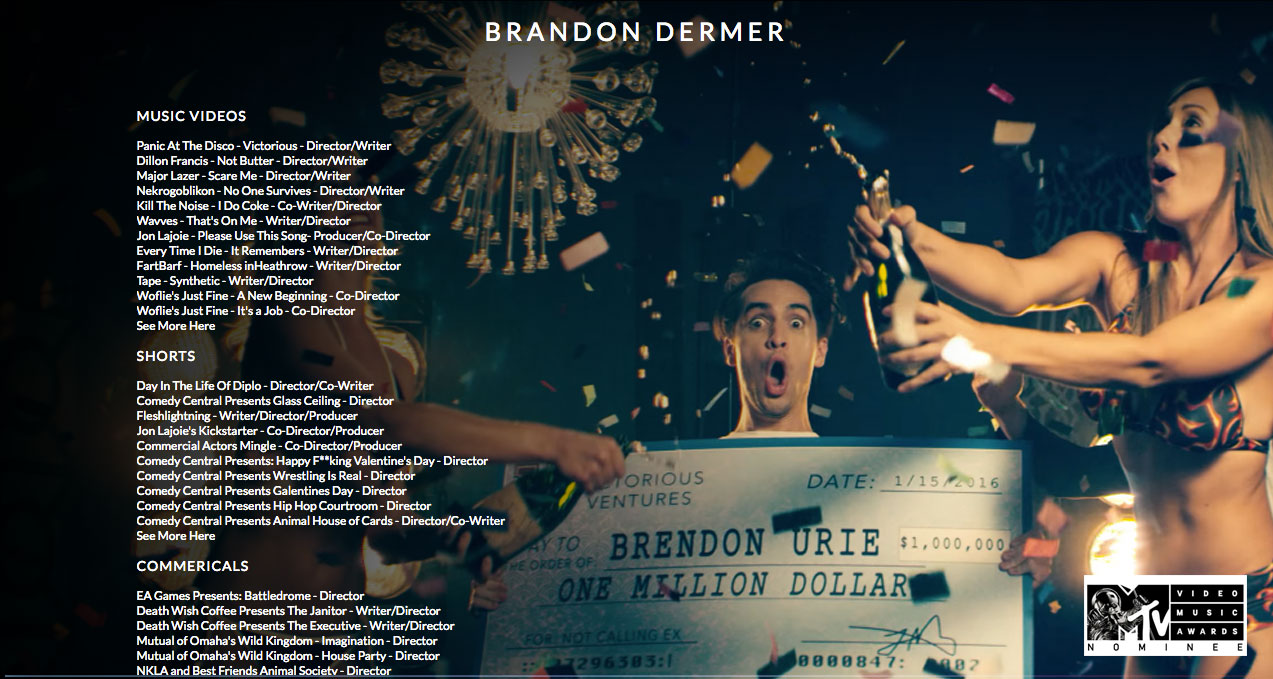 BRANDON DERMER
MUSIC VIDEOS
Panic At The Disco - Victorious - Director/Writer
Dillon Francis - Not Butter - Director/Writer
Major Lazer - Scare Me - Director/Writer
Nekrogoblikon - No One Survives - Director/Writer
Kill The Noise - I Do Coke - Co-Writer/Director
Wavves - That's On Me - Writer/Director
Jon Lajoie - Please Use This Song- Producer/Co-Director
Every Time I Die - It Remembers - Writer/Director
FartBarf - Homeless inHeathrow - Writer/Director
Tape - Synthetic - Writer/Director
Woflie's Just Fine - A New Beginning - Co-Director
Woflie's Just Fine - It's a Job - Co-Director
See More Here
SHORTS
Day In The Life Of Diplo - Director/Co-Writer
Comedy Central Presents Glass Ceiling - Director
Fleshlightning - Writer/Director/Producer
Jon Lajoie's Kickstarter - Co-Director/Producer
Commercial Actors Mingle - Co-Director/Producer
Comedy Central Presents: Happy F**king Valentine's Day - Director
Comedy Central Presents Wrestling Is Real - Director
Comedy Central Presents Galentines Day - Director
Comedy Central Presents Hip Hop Courtroom - Director
Comedy Central Presents Animal House of Cards - Director/Co-Writer
See More Here
COMMERICALS
EA Games Presents: Battledrome - Director
Death Wish Coffee Presents The Janitor - Writer/Director
Death Wish Coffee Presents The Executive - Writer/Director
Mutual of Omaha's Wild Kingdom - Imagination - Director
Mutual of Omaha's Wild Kingdom - House Party - Director
NKLA and Best Friends Animal Society - Director
TORIOUS
VENTURES
DATE: 1/15/2016
AY TO
THE ORDER OF:
BRENDON URIE
$1,000,000
ONE MILLION DOLLAR
FOR: NOT CALLING EX
0000847:
MTV
VIDEO
MUSIC
AWARDS
NOMINEE